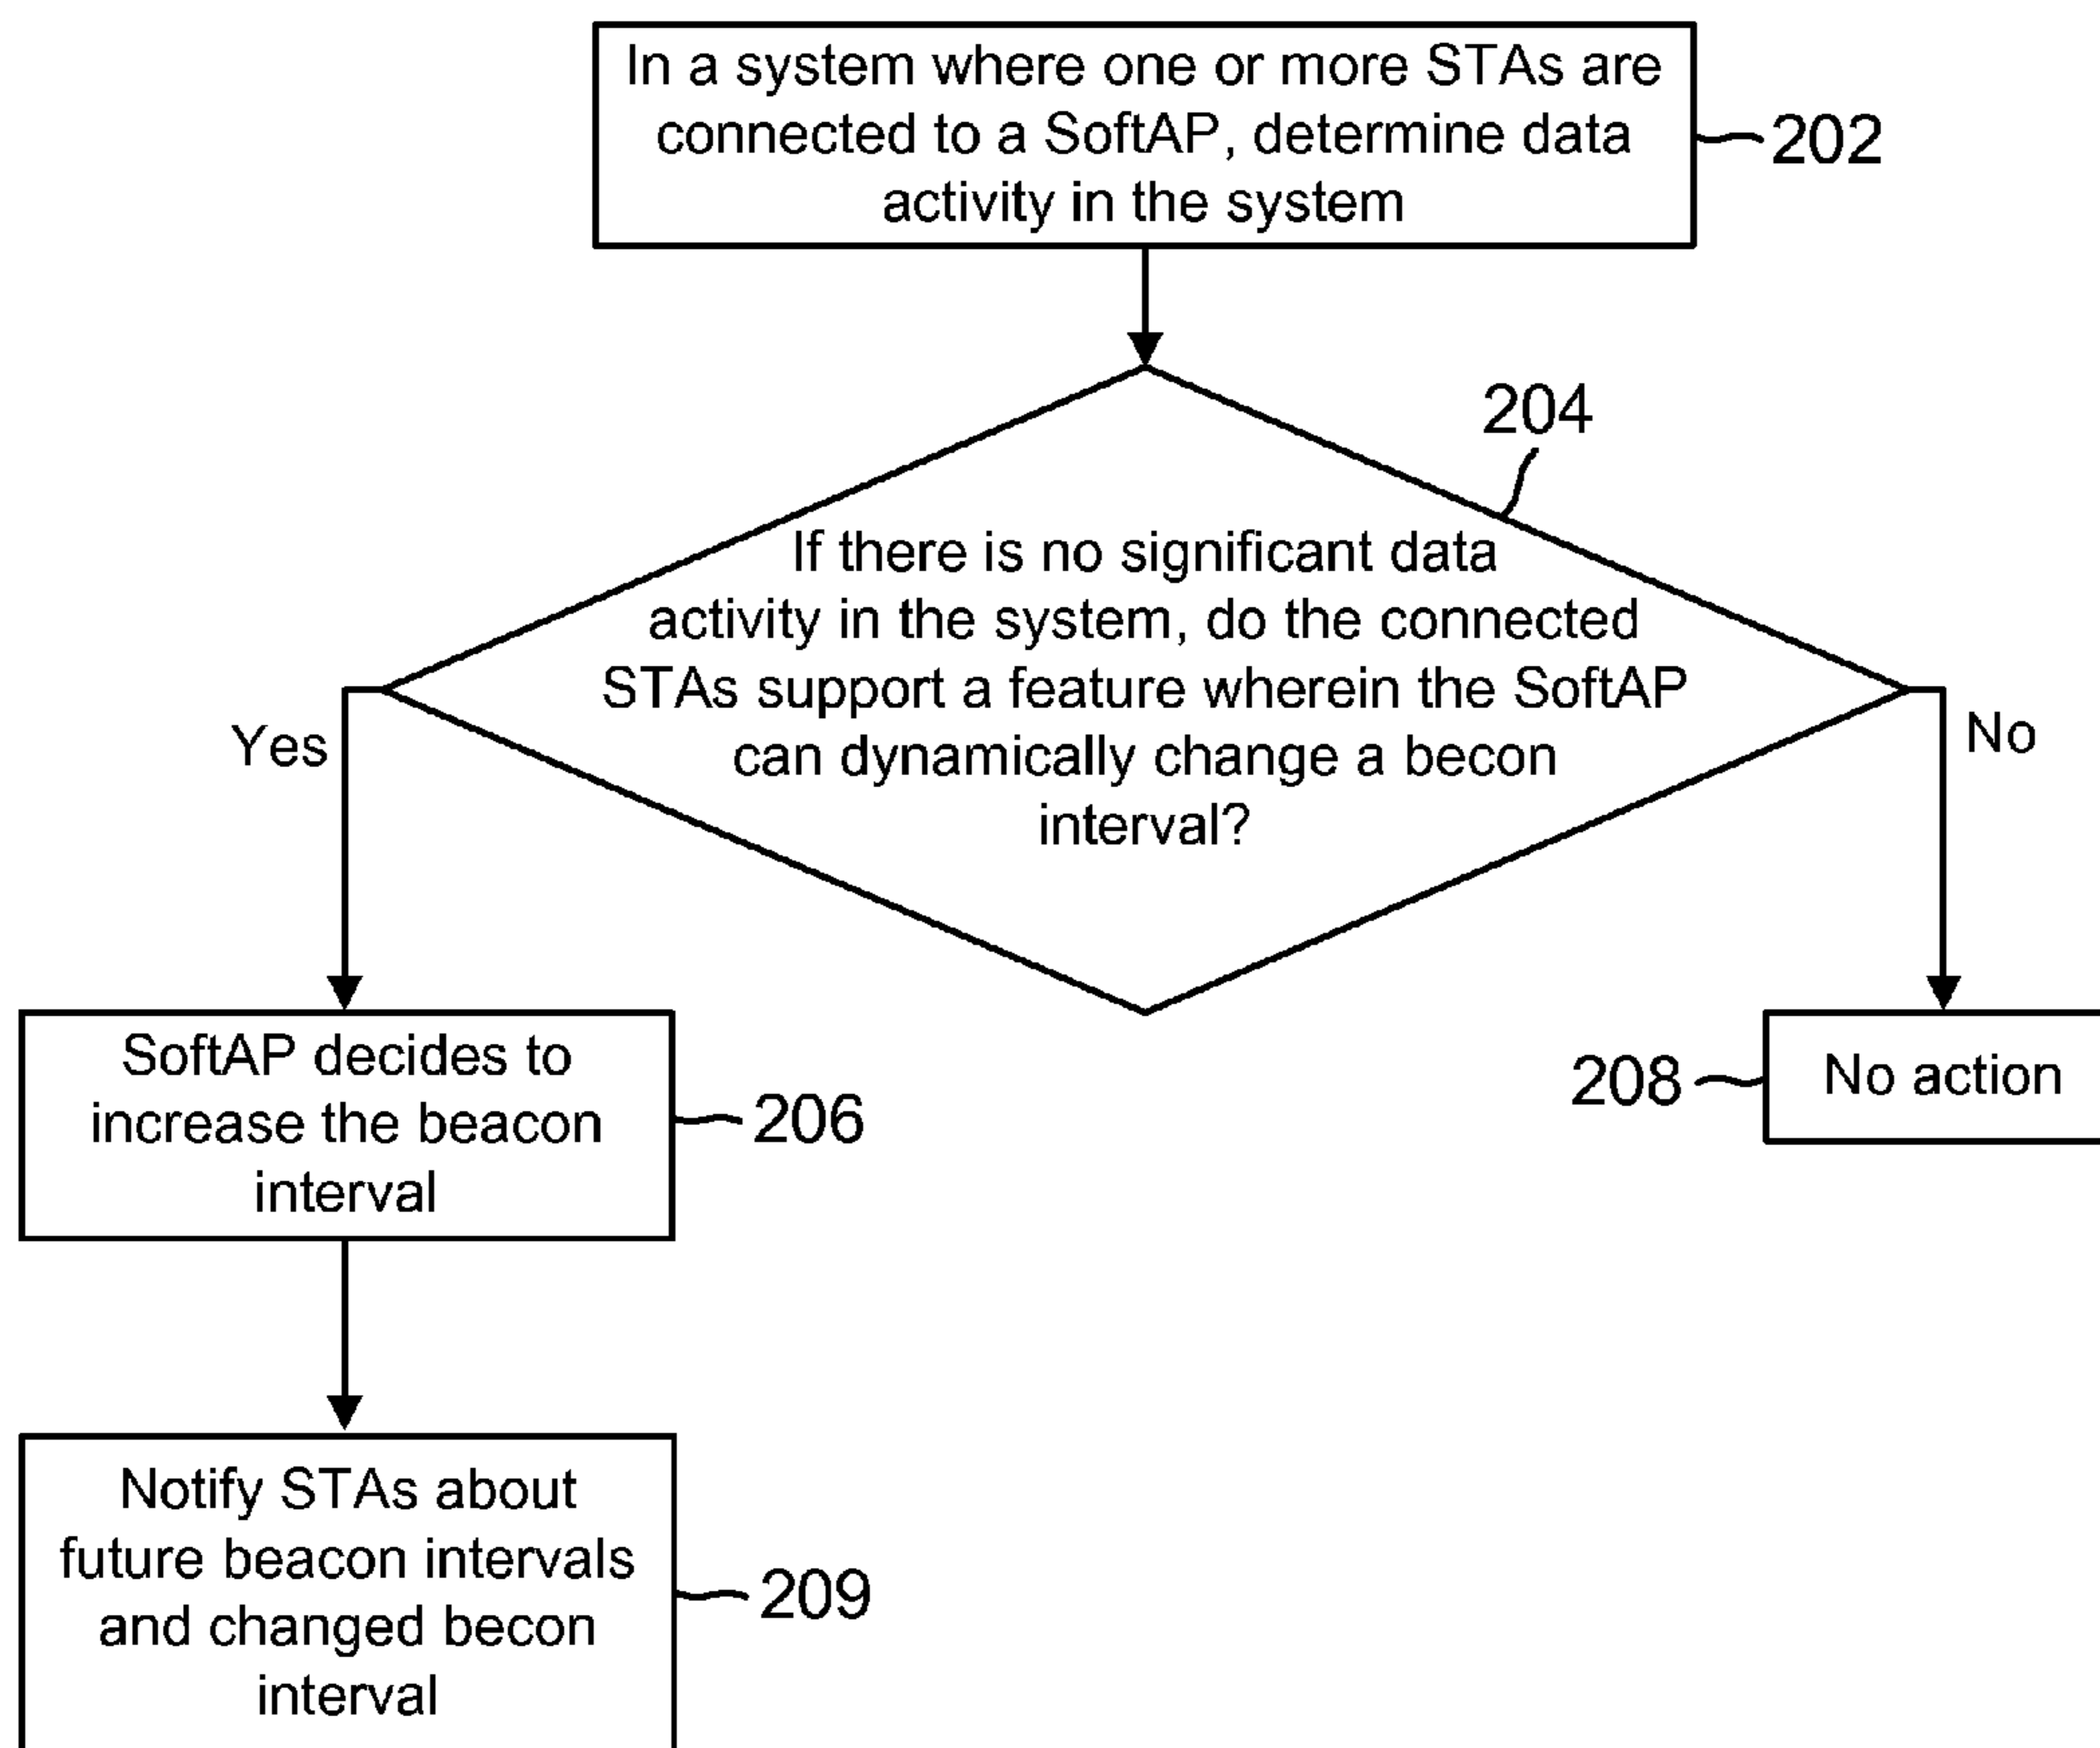 In a system where one or more STAs are
connected to a SoftAP, determine data
activity in the system
202
204
If there is no significant data
activity in the system, do the connected
STAs support a feature wherein the SoftAP
can dynamically change a becon
interval?
Yes
No
SoftAP decides to
increase the beacon
interval
206
208
No action
Notify STAs about
future beacon intervals
and changed becon
interval
209